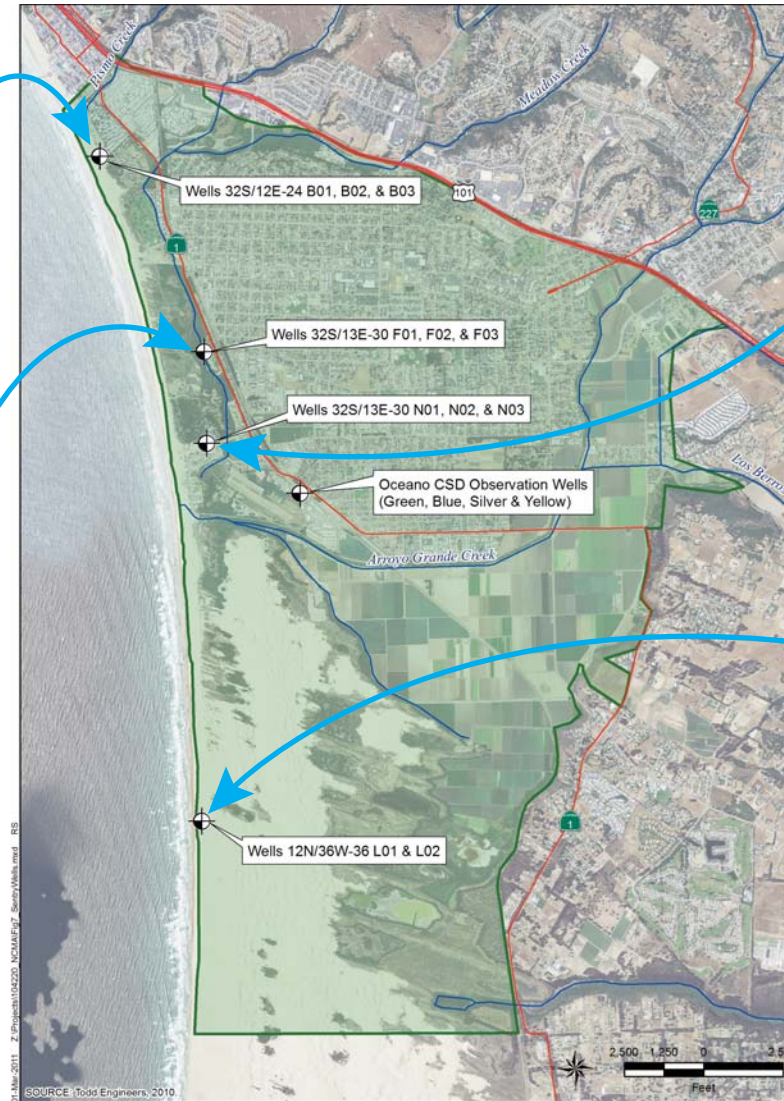 Pismo Creek
Meadow Creek
Wells 32S/12E-24 B01, B02, & B03
101
227
1
Wells 32S/13E-30 F01, F02, & F03
Wells 32S/13E-30 N01, N02, & N03
Oceano CSD Observation Wells
(Green, Blue, Silver & Yellow)
Los Berro
Arroyo Grande Creek
1
Wells 12N/36W-36 L01 & L02
2,500 1,250 0 2,5
Feet
SOURCE: Todd Engineers, 2010.
01-Mar-2011 Z:\Projects\104220_NCMA\Fig7_SentryWells.mxd RS